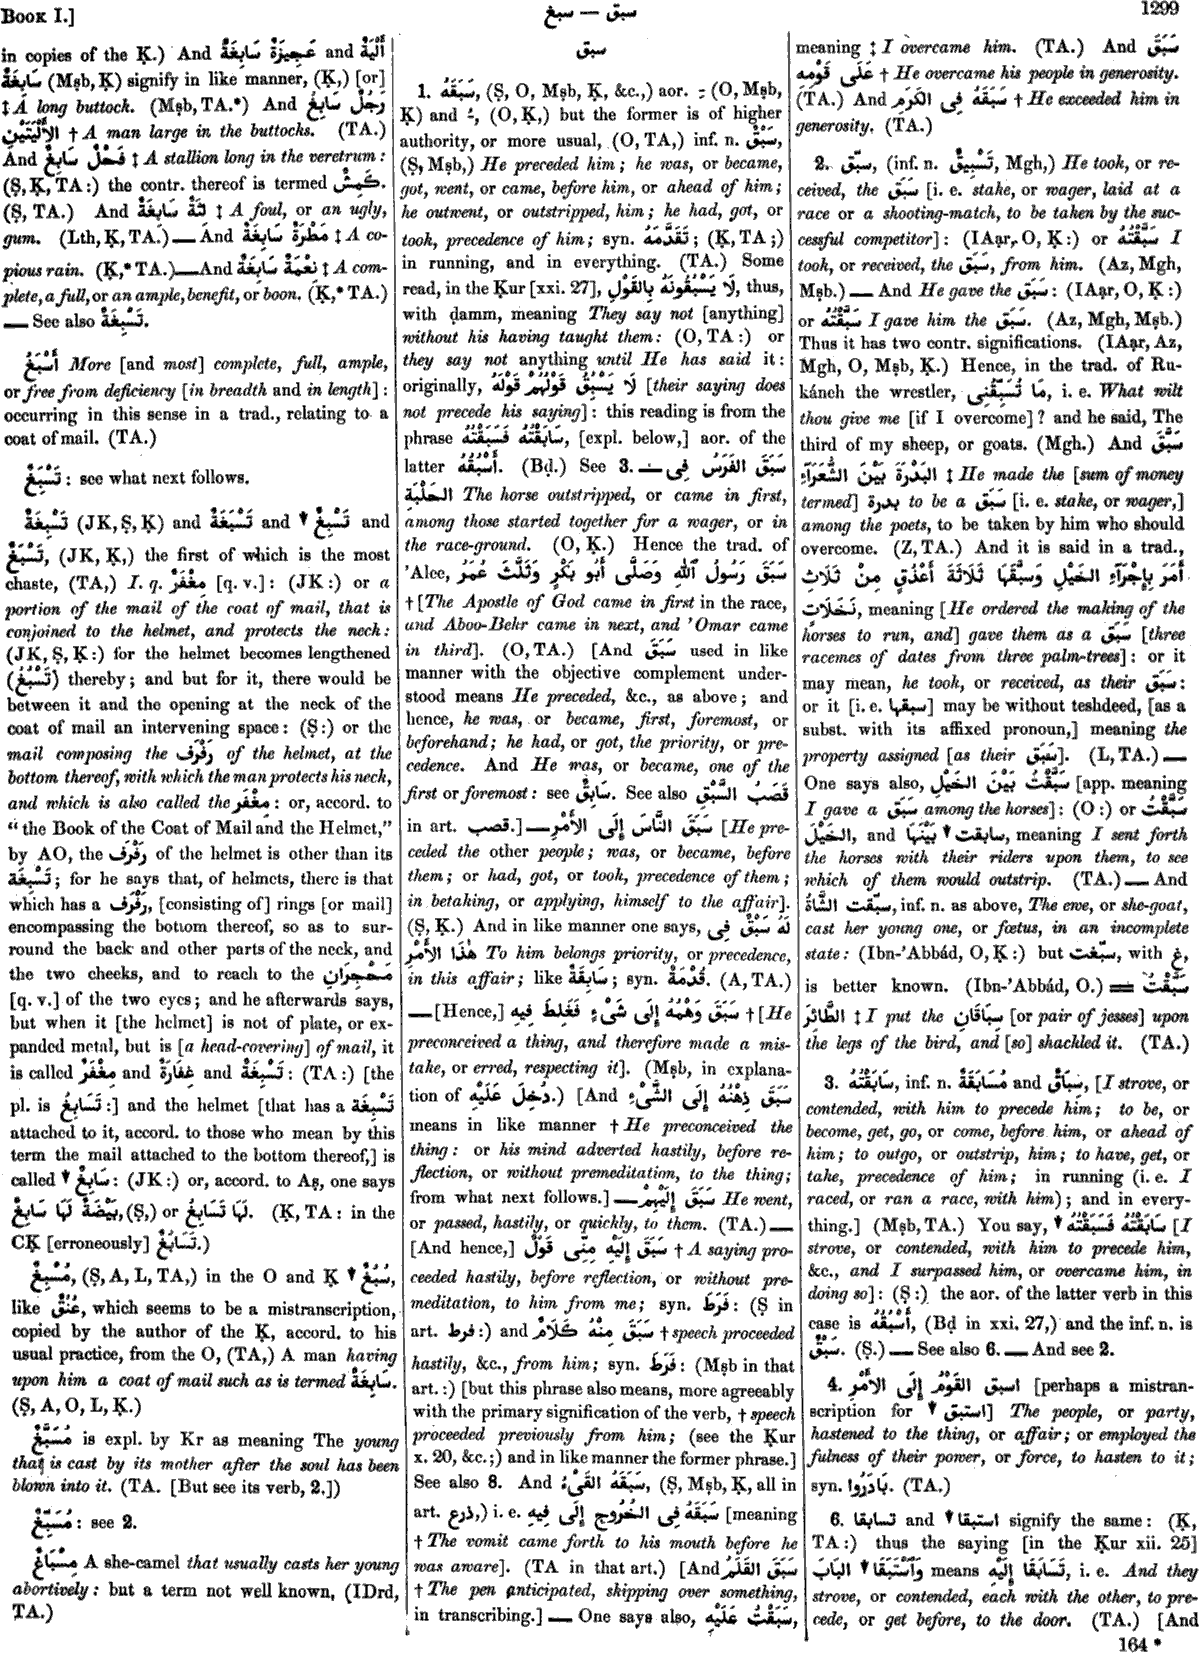 Book I.]
سبغ — سبق
1299
in copies of the Ḳ.) And عَجِيزَةٌ سَابِغَةٌ and أَلْيَةٌ
سَابِغَةٌ (Mṣb, Ḳ) signify in like manner, (Ḳ,) [or]
‡ A long buttock. (Mṣb, TA.*) And رَجُلٌ سَابِغُ
الأَلْيَتَيْنِ † A man large in the buttocks. (TA.)
And فَحْلٌ سَابِغٌ ‡ A stallion long in the veretrum:
(Ṣ, Ḳ, TA:) the contr. thereof is termed كَمِشٌ.
(Ṣ, TA.) And لِثَةٌ سَابِغَةٌ ‡ A foul, or an ugly,
gum. (Lth, Ḳ, TA.) — And مَطْرَةٌ سَابِغَةٌ ‡ A co-
pious rain. (Ḳ,* TA.) — And نِعْمَةٌ سَابِغَةٌ ‡ A com-
plete, a full, or an ample, benefit, or boon. (Ḳ,* TA.)
— See also تَسْبِغَةٌ.
أَسْبَغُ More [and most] complete, full, ample,
or free from deficiency [in breadth and in length]:
occurring in this sense in a trad., relating to a
coat of mail. (TA.)
تَسْبَغٌ: see what next follows.
تَسْبِغَةٌ (JK, Ṣ, Ḳ) and تَسْبَغَةٌ and ▼ تَسْبِغٌ and
تَسْبَغٌ, (JK, Ḳ,) the first of which is the most
chaste, (TA,) I. q. مِغْفَرٌ [q. v.]: (JK:) or a
portion of the mail of the coat of mail, that is
conjoined to the helmet, and protects the neck:
(JK, Ṣ, Ḳ:) for the helmet becomes lengthened
(تَسْبُغُ) thereby; and but for it, there would be
between it and the opening at the neck of the
coat of mail an intervening space: (Ṣ:) or the
mail composing the رَفْرَف of the helmet, at the
bottom thereof, with which the man protects his neck,
and which is also called the مِغْفَر: or, accord. to
“the Book of the Coat of Mail and the Helmet,”
by AO, the رَفْرَف of the helmet is other than its
تَسْبِغَة; for he says that, of helmets, there is that
which has a رَفْرَف, [consisting of] rings [or mail]
encompassing the bottom thereof, so as to sur-
round the back and other parts of the neck, and
the two cheeks, and to reach to the مَحْجِرَانِ
[q. v.] of the two eyes; and he afterwards says,
but when it [the helmet] is not of plate, or ex-
panded metal, but is [a head-covering] of mail, it
is called مِغْفَرٌ and غِفَارَةٌ and تَسْبِغَةٌ: (TA:) [the
pl. is تَسَابِغُ:] and the helmet [that has a تَسْبِغَة
attached to it, accord. to those who mean by this
term the mail attached to the bottom thereof,] is
called ▼ سَابِغٌ: (JK:) or, accord. to Aṣ, one says
بَيْضَةٌ لَهَا سَابِغٌ, (Ṣ,) or لَهَا تَسَابِغُ. (Ḳ, TA: in the
CḲ [erroneously] تَسَابُغٌ.)
مُسْبِغٌ, (Ṣ, A, L, TA,) in the O and Ḳ ▼ سُبُغٌ,
like عُنُقٌ, which seems to be a mistranscription,
copied by the author of the Ḳ, accord. to his
usual practice, from the O, (TA,) A man having
upon him a coat of mail such as is termed سَابِغَةٌ.
(Ṣ, A, O, L, Ḳ.)
مُسَبَّغٌ is expl. by Kr as meaning The young
that is cast by its mother after the soul has been
blown into it. (TA. [But see its verb, 2.])
مُسَبِّغٌ: see 2.
مِسْبَاغٌ A she-camel that usually casts her young
abortively: but a term not well known, (IDrd,
TA.)
سبق
1. سَبَقَهُ, (Ṣ, O, Mṣb, Ḳ, &c.,) aor. ـِ (O, Mṣb,
Ḳ) and ـُ, (O, Ḳ,) but the former is of higher
authority, or more usual, (O, TA,) inf. n. سَبْقٌ,
(Ṣ, Mṣb,) He preceded him; he was, or became,
got, went, or came, before him, or ahead of him;
he outwent, or outstripped, him; he had, got, or
took, precedence of him; syn. تَقَدَّمَهُ; (Ḳ, TA;)
in running, and in everything. (TA.) Some
read, in the Ḳur [xxi. 27], لَا يَسْبُقُونَهُ بِالقَوْلِ, thus,
with ḍamm, meaning They say not [anything]
without his having taught them: (O, TA:) or
they say not anything until He has said it:
originally, لَا يَسْبُقُ قَوْلُهُمْ قَوْلَهُ [their saying does
not precede his saying]: this reading is from the
phrase سَابَقْتُهُ فَسَبَقْتُهُ, [expl. below,] aor. of the
latter أَسْبُقُهُ. (Bḍ.) See 3. — سَبَقَ الفَرَسُ فِى
الحَلْبَةِ The horse outstripped, or came in first,
among those started together for a wager, or in
the race-ground. (O, Ḳ.) Hence the trad. of
’Alee, سَبَقَ رَسُولُ ٱللّٰهِ وَصَلَّى أَبُو بَكْرٍ وَثَلَّثَ عُمَرُ
† [The Apostle of God came in first in the race,
and Aboo-Bekr came in next, and ’Omar came
in third]. (O, TA.) [And سَبَقَ used in like
manner with the objective complement under-
stood means He preceded, &c., as above; and
hence, he was, or became, first, foremost, or
beforehand; he had, or got, the priority, or pre-
cedence. And He was, or became, one of the
first or foremost: see سَابِقٌ. See also قَصَبُ السَّبْقِ
in art. قصب.] — سَبَقَ النَّاسَ إِلَى الأَمْرِ [He pre-
ceded the other people; was, or became, before
them; or had, got, or took, precedence of them;
in betaking, or applying, himself to the affair].
(Ṣ, Ḳ.) And in like manner one says, لَهُ سَبْقٌ فِى
هٰذَا الأَمْرِ To him belongs priority, or precedence,
in this affair; like سَابِقَةٌ; syn. قُدْمَةٌ. (A, TA.)
— [Hence,] سَبَقَ وَهْمُهُ إِلَى شَىْءٍ فَغَلِطَ فِيهِ † [He
preconceived a thing, and therefore made a mis-
take, or erred, respecting it]. (Mṣb, in explana-
tion of دُخِلَ عَلَيْهِ.) [And سَبَقَ ذِهْنُهُ إِلَى الشَّىْءِ
means in like manner † He preconceived the
thing: or his mind adverted hastily, before re-
flection, or without premeditation, to the thing;
from what next follows.] — سَبَقَ إِلَيْهِمْ He went,
or passed, hastily, or quickly, to them. (TA.) —
[And hence,] سَبَقَ إِلَيْهِ مِنِّى قَوْلٌ † A saying pro-
ceeded hastily, before reflection, or without pre-
meditation, to him from me; syn. فَرَطَ: (Ṣ in
art. فرط:) and سَبَقَ مِنْهُ كَلَامٌ † speech proceeded
hastily, &c., from him; syn. فَرَطَ: (Mṣb in that
art.:) [but this phrase also means, more agreeably
with the primary signification of the verb, † speech
proceeded previously from him; (see the Ḳur
x. 20, &c.;) and in like manner the former phrase.]
See also 8. And سَبَقَهُ القَىْءُ, (Ṣ, Mṣb, Ḳ, all in
art. ذرع,) i. e. سَبَقَهُ فِى الخُرُوجِ إِلَى فِيهِ [meaning
† The vomit came forth to his mouth before he
was aware]. (TA in that art.) [And سَبَقَ القَلَمُ
† The pen anticipated, skipping over something,
in transcribing.] — One says also, سَبَقْتُ عَلَيْهِ,
meaning ‡ I overcame him. (TA.) And سَبَقَ
عَلَى قَوْمِهِ † He overcame his people in generosity.
(TA.) And سَبَقَهُ فِى الكَرَمِ † He exceeded him in
generosity. (TA.)
2. سبّق, (inf. n. تَسْبِيقٌ, Mgh,) He took, or re-
ceived, the سَبَق [i. e. stake, or wager, laid at a
race or a shooting-match, to be taken by the suc-
cessful competitor]: (IAạr, O, Ḳ:) or سَبَّقْتُهُ I
took, or received, the سَبَق, from him. (Az, Mgh,
Mṣb.) — And He gave the سَبَق: (IAạr, O, Ḳ:)
or سَبَّقْتُهُ I gave him the سَبَق. (Az, Mgh, Mṣb.)
Thus it has two contr. significations. (IAạr, Az,
Mgh, O, Mṣb, Ḳ.) Hence, in the trad. of Ru-
káneh the wrestler, مَا تُسَبِّقُنِى, i. e. What wilt
thou give me [if I overcome]? and he said, The
third of my sheep, or goats. (Mgh.) And سَبَّقَ
البَدْرَةَ بَيْنَ الشُّعَرَآءِ ‡ He made the [sum of money
termed] بدرة to be a سَبَق [i. e. stake, or wager,]
among the poets, to be taken by him who should
overcome. (Z, TA.) And it is said in a trad.,
أَمَرَ بِإِجْرَآءِ الخَيْلِ وَسَبَّقَهَا ثَلَاثَةَ أَعْذُقٍ مِنْ ثَلَاثِ
نَخَلَاتٍ, meaning [He ordered the making of the
horses to run, and] gave them as a سَبَق [three
racemes of dates from three palm-trees]: or it
may mean, he took, or received, as their سَبَق:
or it [i. e. سبقها] may be without teshdeed, [as a
subst. with its affixed pronoun,] meaning the
property assigned [as their سَبَق]. (L, TA.) —
One says also, سَبَّقْتُ بَيْنَ الخَيْلِ [app. meaning
I gave a سَبَق among the horses]: (O:) or سَبَّقْتُ
الخَيْلَ, and ▼ سابقت بَيْنَهَا, meaning I sent forth
the horses with their riders upon them, to see
which of them would outstrip. (TA.) — And
سبّقت الشَّاةُ, inf. n. as above, The ewe, or she-goat,
cast her young one, or fœtus, in an incomplete
state: (Ibn-’Abbád, O, Ḳ:) but سبّغت, with غ,
is better known. (Ibn-’Abbád, O.) = سَبَّقْتُ
الطَّائِرَ ‡ I put the سِبَاقَان [or pair of jesses] upon
the legs of the bird, and [so] shackled it. (TA.)
3. سَابَقْتُهُ, inf. n. مُسَابَقَةٌ and سِبَاقٌ, [I strove, or
contended, with him to precede him; to be, or
become, get, go, or come, before him, or ahead of
him; to outgo, or outstrip, him; to have, get, or
take, precedence of him; in running (i. e. I
raced, or ran a race, with him); and in every-
thing.] (Mṣb, TA.) You say, ▼ سَابَقْتُهُ فَسَبَقْتُهُ [I
strove, or contended, with him to precede him,
&c., and I surpassed him, or overcame him, in
doing so]: (Ṣ:) the aor. of the latter verb in this
case is أَسْبُقُهُ, (Bḍ in xxi. 27,) and the inf. n. is
سَبْقٌ. (Ṣ.) — See also 6. — And see 2.
4. اسبق القَوْمُ إِلَى الأَمْرِ [perhaps a mistran-
scription for ▼ استبق] The people, or party,
hastened to the thing, or affair; or employed the
fulness of their power, or force, to hasten to it;
syn. بَادَرُوا. (TA.)
6. تسابقا and ▼ استبقا signify the same: (Ḳ,
TA:) thus the saying [in the Ḳur xii. 25]
وَٱسْتَبَقَا ▼ البَابَ means تَسَابَقَا إِلَيْهِ, i. e. And they
strove, or contended, each with the other, to pre-
cede, or get before, to the door. (TA.) [And
164 *